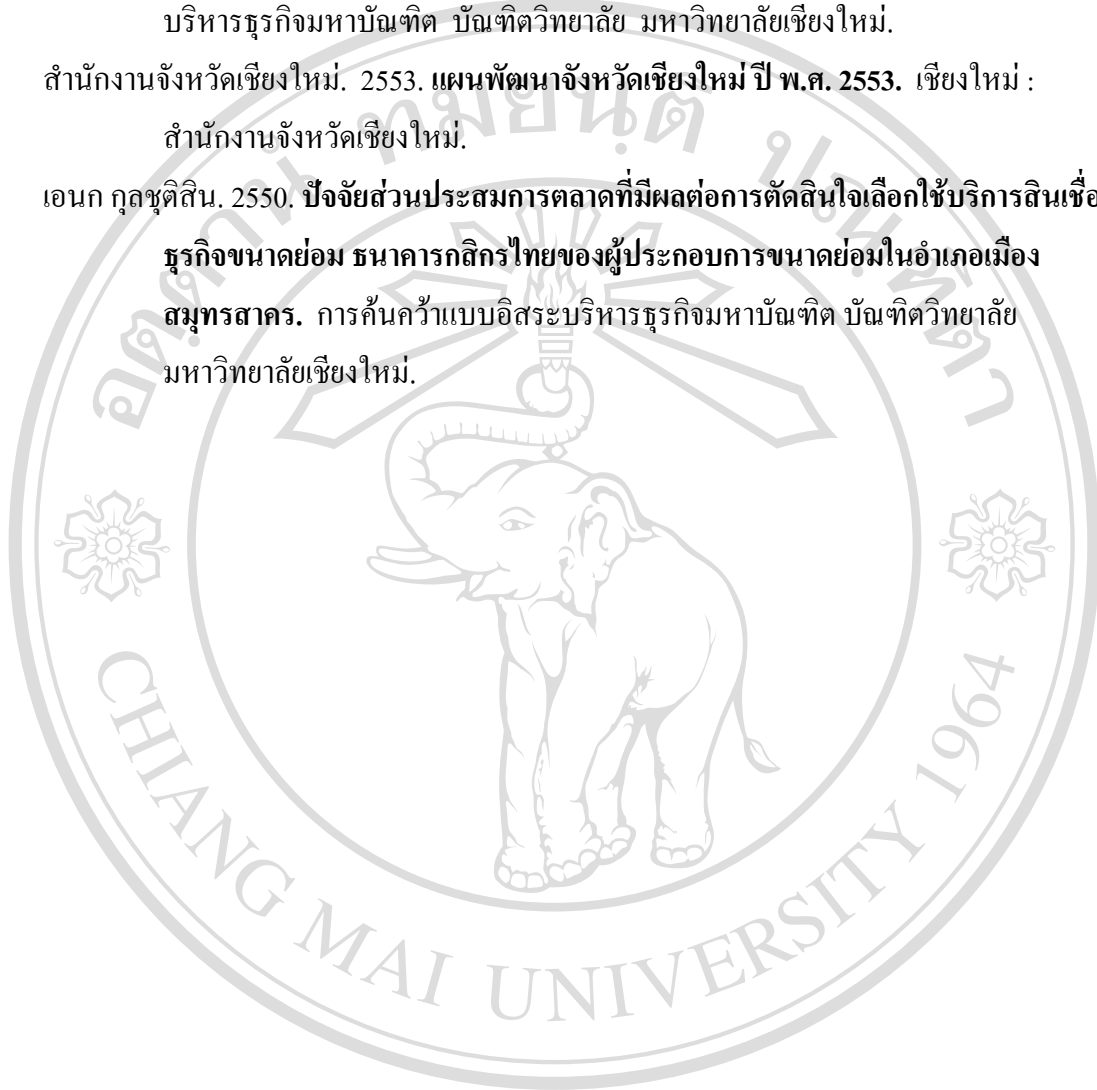 บริหารธุรกิจมหาบัณฑิต บัณฑิตวิทยาลัย มหาวิทยาลัยเชียงใหม่.
สำนักงานจังหวัดเชียงใหม่. 2553. แผนพัฒนาจังหวัดเชียงใหม่ ปี พ.ศ. 2553. เชียงใหม่ :
สำนักงานจังหวัดเชียงใหม่.
เอนก กุลชุติสิน. 2550. ปัจจัยส่วนประสมการตลาดที่มีผลต่อการตัดสินใจเลือกใช้บริการสินเชื่อ
ธุรกิจขนาดย่อม ธนาคารกสิกรไทยของผู้ประกอบการขนาดย่อมในอำเภอเมือง
สมุทรสาคร. การค้นคว้าแบบอิสระบริหารธุรกิจมหาบัณฑิต บัณฑิตวิทยาลัย
มหาวิทยาลัยเชียงใหม่.
อตฺตานํ ทมยนฺติ ปณฺฑิตา
CHIANG MAI UNIVERSITY 1964